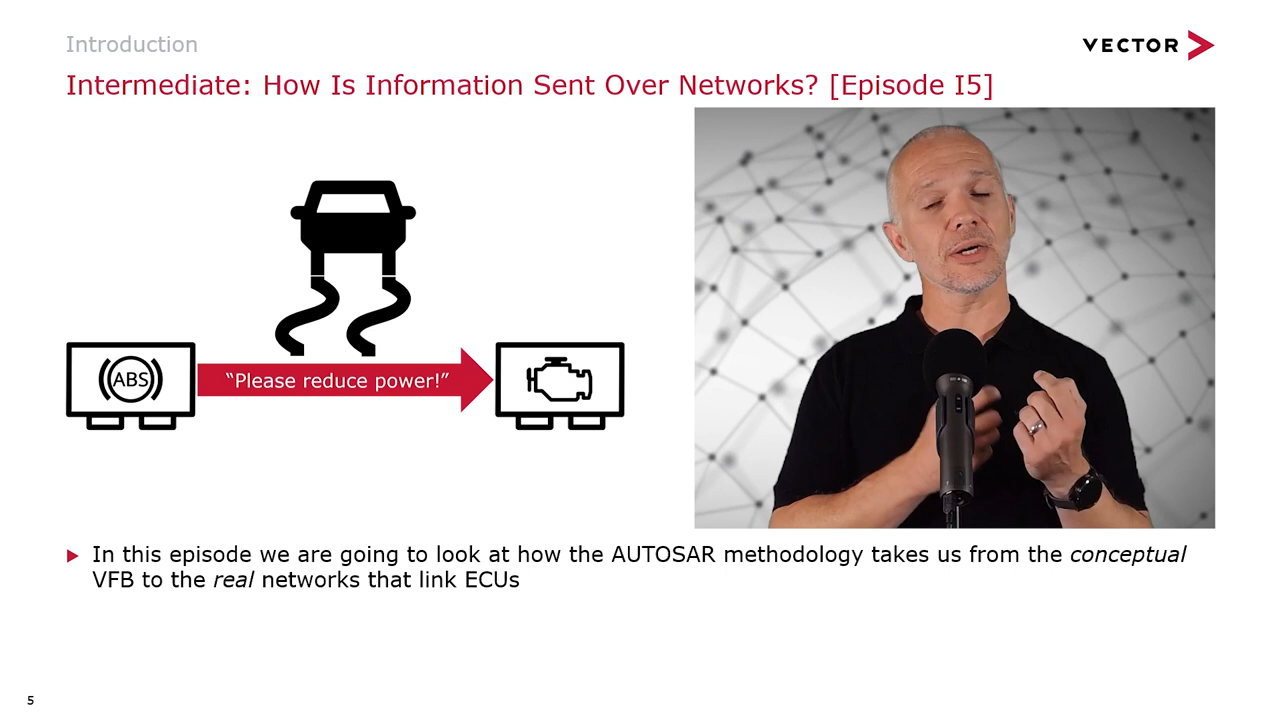 Introduction
VECTOR
Intermediate: How Is Information Sent Over Networks? [Episode I5]
ABS
“Please reduce power!”
In this episode we are going to look at how the AUTOSAR methodology takes us from the conceptual
VFB to the real networks that link ECUs
5